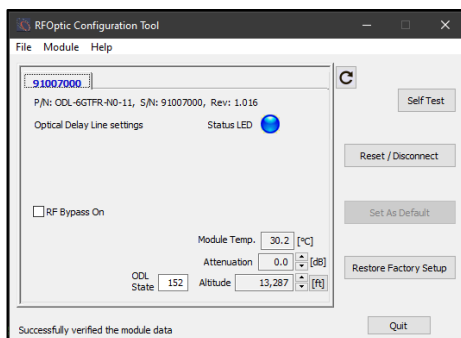 RFOptic Configuration Tool
File Module Help
91007000
P/N: ODL-6GTFR-N0-11, S/N: 91007000, Rev: 1.016
Self Test
Optical Delay Line settings Status LED
Reset / Disconnect
RF Bypass On
Set As Default
Module Temp. 30.2 [°C]
Attenuation 0.0 [dB]
Restore Factory Setup
ODL State 152 Altitude 13,287 [ft]
Successfully verified the module data
Quit